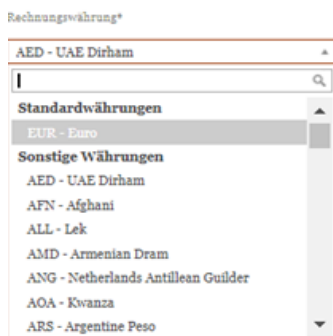 Rechnungswährung*
AED - UAE Dirham
Standardwährungen
EUR - Euro
Sonstige Währungen
AED - UAE Dirham
AFN - Afghani
ALL - Lek
AMD - Armenian Dram
ANG - Netherlands Antillean Guilder
AOA - Kwanza
ARS - Argentine Peso